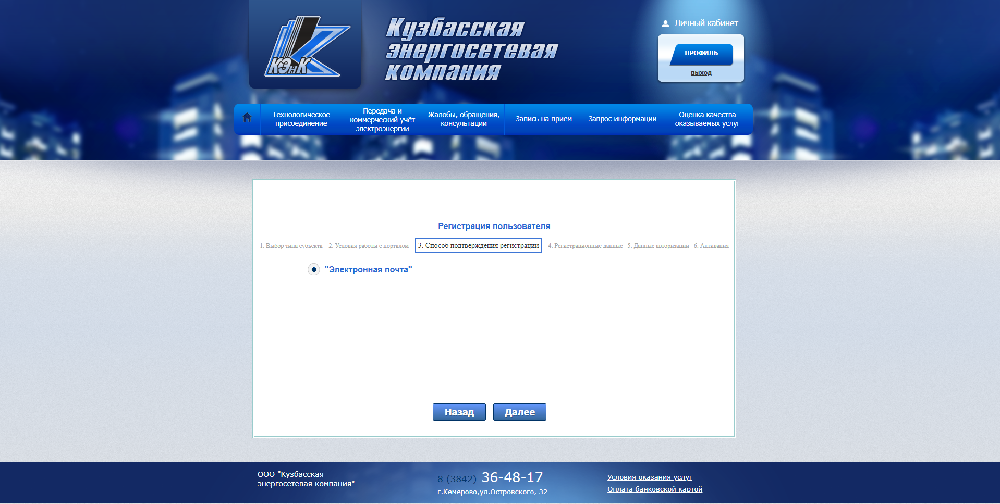 КЭнК
Кузбасская
энергосетевая
компания
Личный кабинет
ПРОФИЛЬ
выход
Технологическое
присоединение
Передача и
коммерческий учёт
электроэнергии
Жалобы, обращения,
консультации
Запись на прием
Запрос информации
Оценка качества
оказываемых услуг
Регистрация пользователя
1. Выбор типа субъекта 2. Условия работы с порталом 3. Способ подтверждения регистрации 4. Регистрационные данные 5. Данные авторизации 6. Активация
"Электронная почта"
Назад Далее
ООО "Кузбасская
энергосетевая компания"
8 (3842) 36-48-17
г.Кемерово,ул.Островского, 32
Условия оказания услуг
Оплата банковской картой